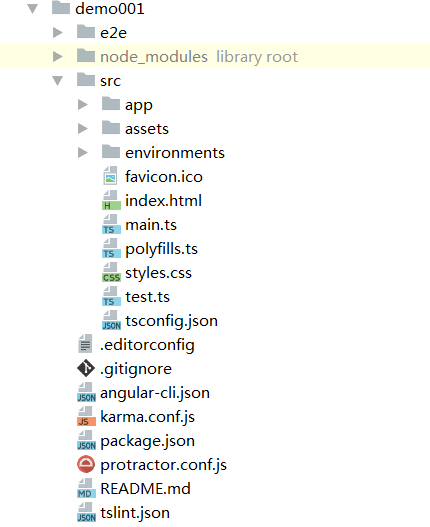 demo001
e2e
node_modules library root
src
app
assets
environments
favicon.ico
index.html
main.ts
polyfills.ts
styles.css
test.ts
tsconfig.json
.editorconfig
.gitignore
angular-cli.json
karma.conf.js
package.json
protractor.conf.js
README.md
tslint.json